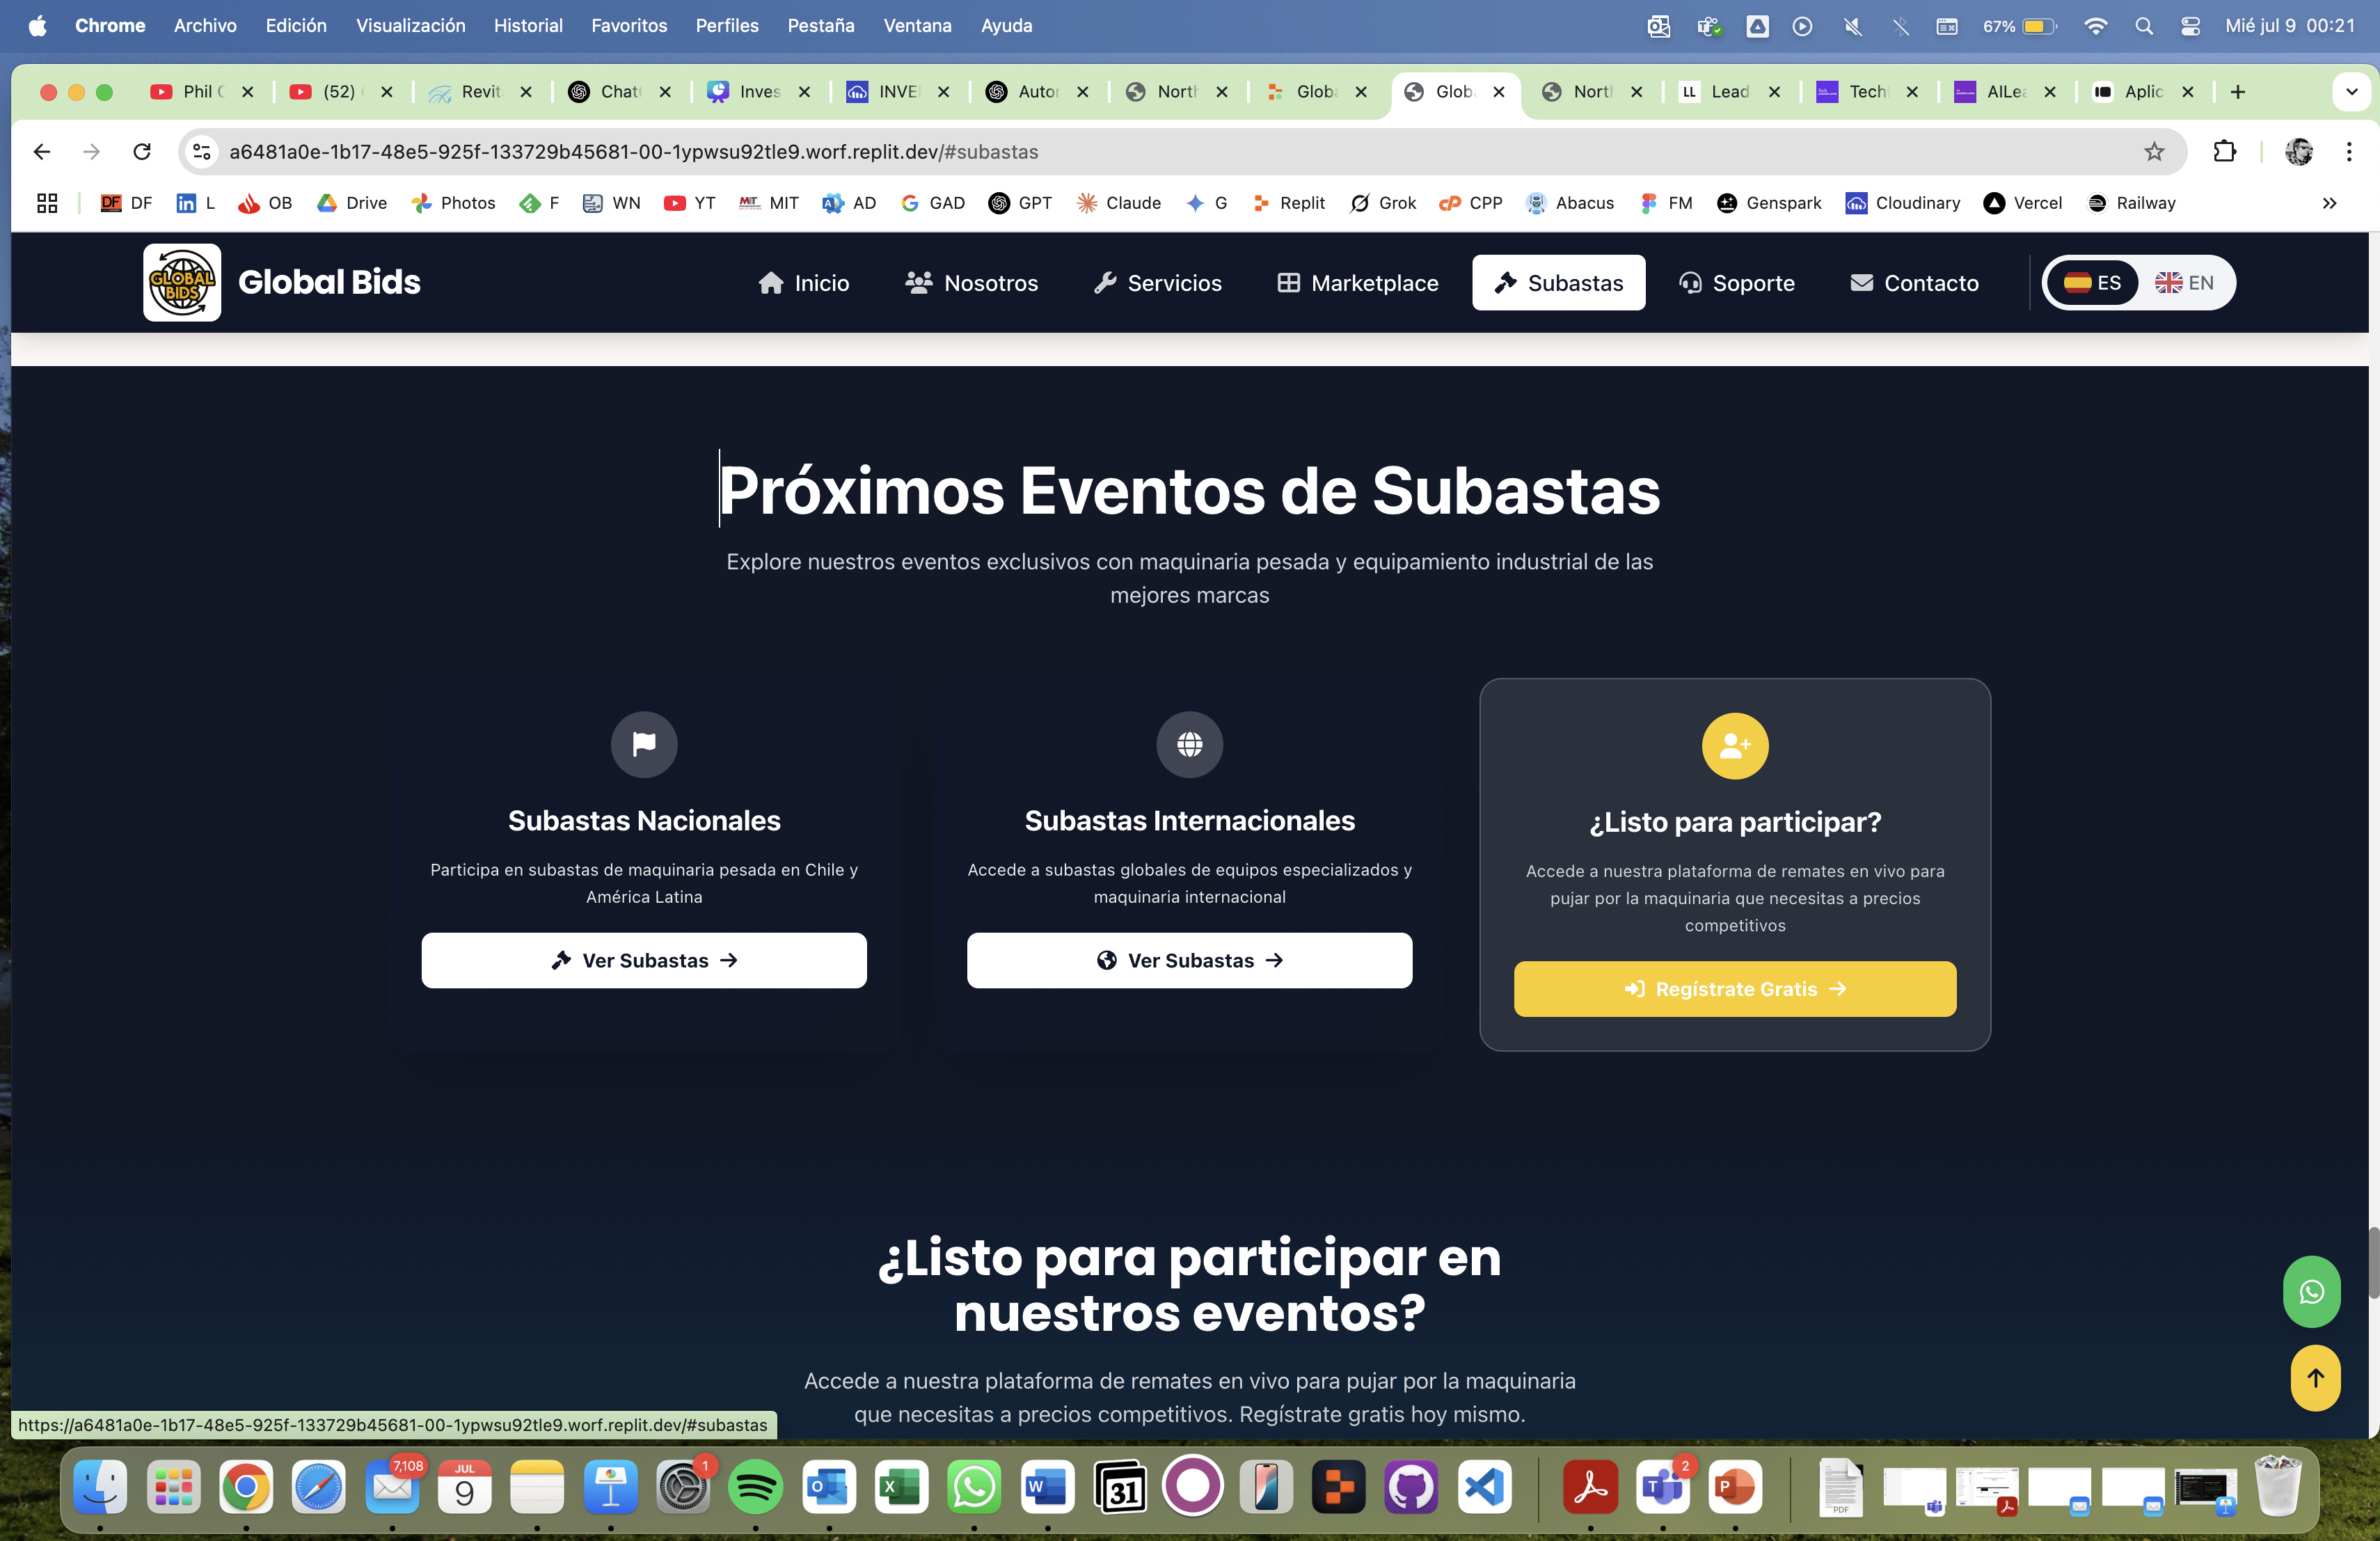 Chrome Archivo Edición Visualización Historial Favoritos Perfiles Pestaña Ventana Ayuda 67% Mié jul 9 00:21
Phil (52) Revit Chat Inves INVE Autor North Globa Glob North LL Lead Tech AILea Aplic
a6481a0e-1b17-48e5-925f-133729b45681-00-1ypwsu92tle9.worf.replit.dev/#subastas
DF DF in L OB Drive Photos F WN YT MIT MIT AD GAD GPT Claude G Replit Grok CPP Abacus FM Genspark Cloudinary Vercel Railway
GLOBAL BIDS Global Bids Inicio Nosotros Servicios Marketplace Subastas Soporte Contacto ES EN
Próximos Eventos de Subastas
Explore nuestros eventos exclusivos con maquinaria pesada y equipamiento industrial de las
mejores marcas
Subastas Nacionales
Participa en subastas de maquinaria pesada en Chile y
América Latina
Ver Subastas →
Subastas Internacionales
Accede a subastas globales de equipos especializados y
maquinaria internacional
Ver Subastas →
¿Listo para participar?
Accede a nuestra plataforma de remates en vivo para
pujar por la maquinaria que necesitas a precios
competitivos
Regístrate Gratis →
¿Listo para participar en
nuestros eventos?
Accede a nuestra plataforma de remates en vivo para pujar por la maquinaria
que necesitas a precios competitivos. Regístrate gratis hoy mismo.
https://a6481a0e-1b17-48e5-925f-133729b45681-00-1ypwsu92tle9.worf.replit.dev/#subastas
7,108 JUL 9 1 31 2 PDF